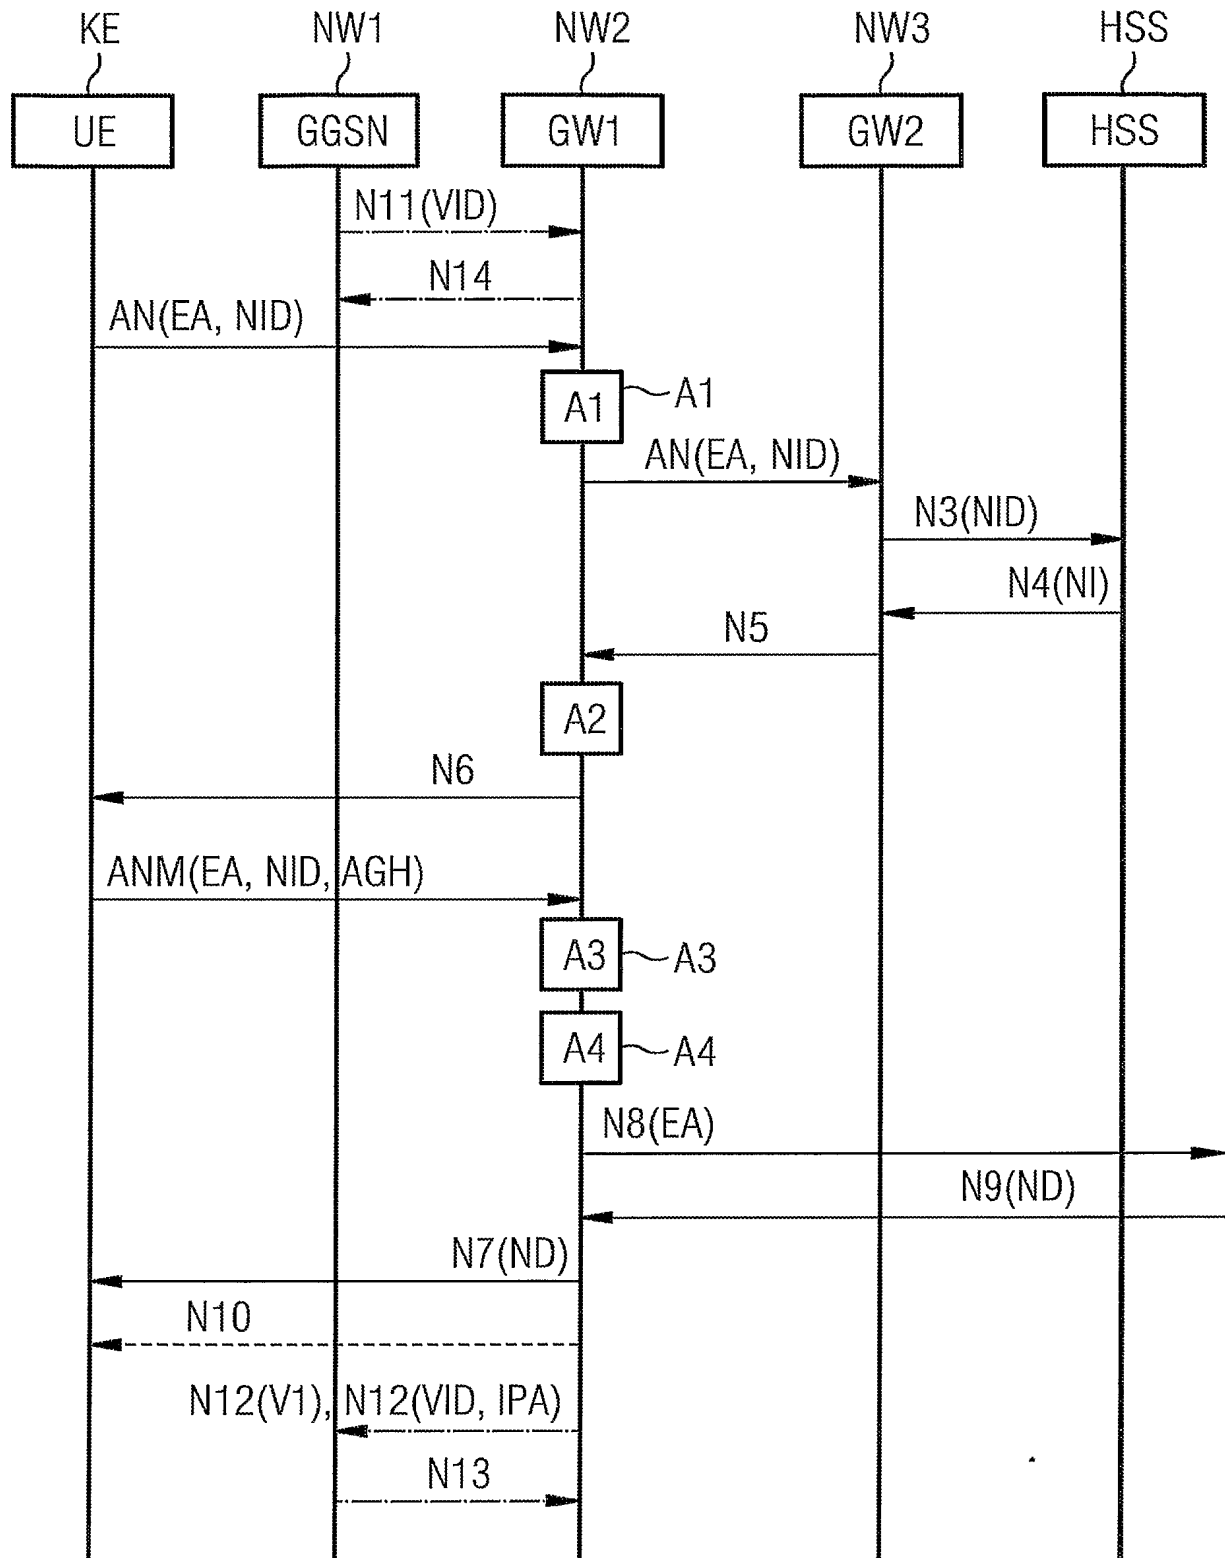 KE NW1 NW2 NW3 HSS
UE GGSN GW1 GW2 HSS
N11(VID)
N14
AN(EA, NID)
A1 A1
AN(EA, NID)
N3(NID)
N4(NI)
N5
A2
N6
ANM(EA, NID, AGH)
A3 A3
A4 A4
N8(EA)
N9(ND)
N7(ND)
N10
N12(V1), N12(VID, IPA)
N13